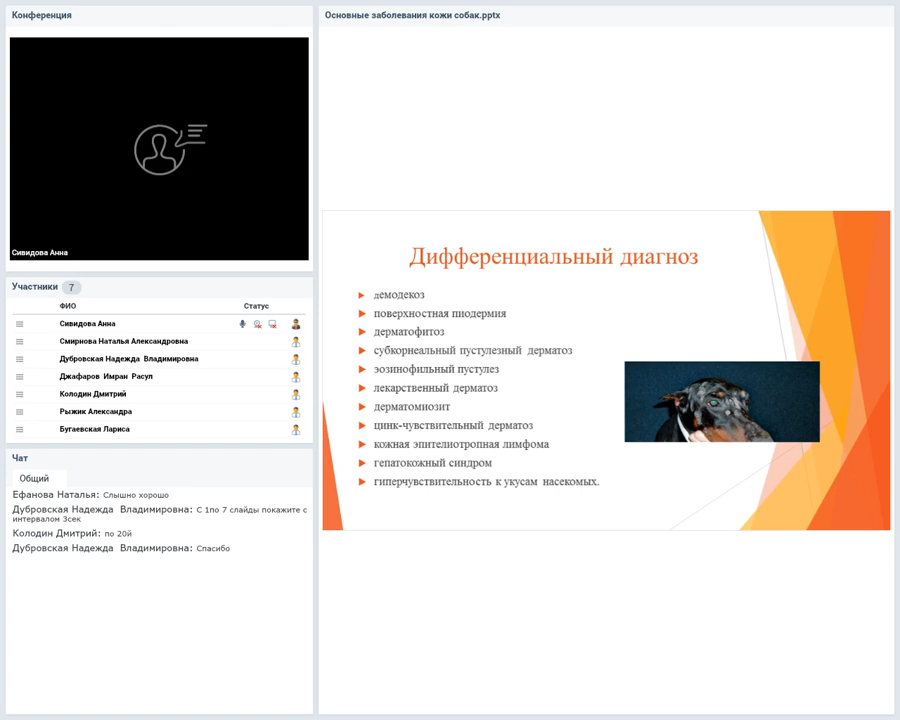 Конференция
Сивидова Анна
Участники 7
ФИО Статус
Сивидова Анна
Смирнова Наталья Александровна
Дубровская Надежда Владимировна
Джафаров Имран Расул
Колодин Дмитрий
Рыжик Александра
Бугаевская Лариса
Чат
Общий
Ефанова Наталья: Слышно хорошо
Дубровская Надежда Владимировна: С 1по 7 слайды покажите с
интервалом 3сек
Колодин Дмитрий: по 20й
Дубровская Надежда Владимировна: Спасибо
Основные заболевания кожи собак.pptx
Дифференциальный диагноз
демодекоз
поверхностная пиодермия
дерматофитоз
субкорнеальный пустулезный дерматоз
эозинофильный пустулез
лекарственный дерматоз
дерматомиозит
цинк-чувствительный дерматоз
кожная эпителиотропная лимфома
гепатокожный синдром
гиперчувствительность к укусам насекомых.